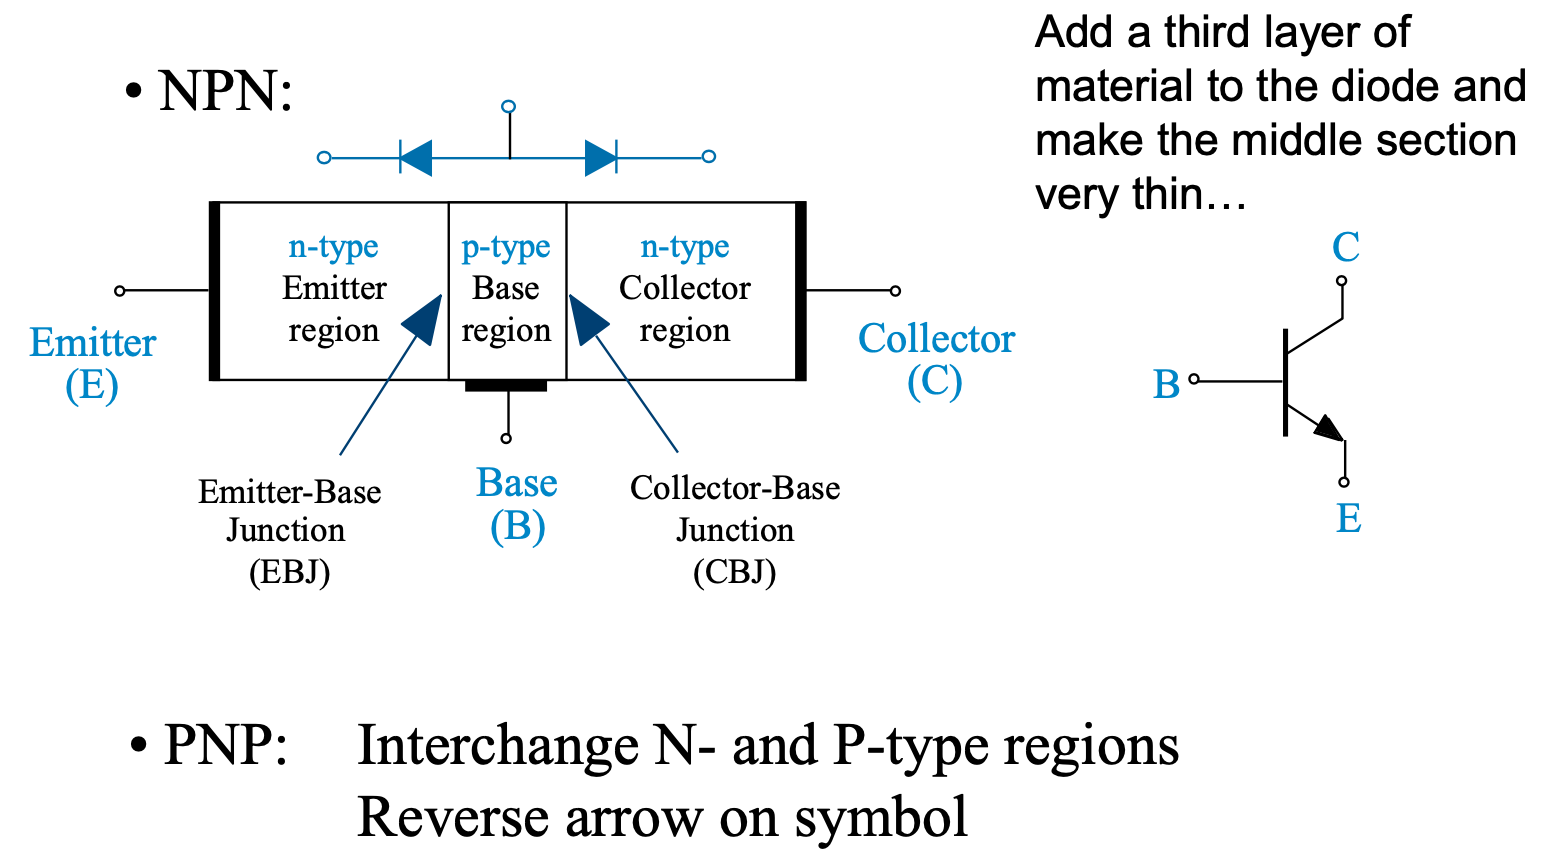 • NPN:
Add a third layer of
material to the diode and
make the middle section
very thin…
n-type
Emitter
region
p-type
Base
region
n-type
Collector
region
Emitter
(E)
Collector
(C)
Emitter-Base
Junction
(EBJ)
Base
(B)
Collector-Base
Junction
(CBJ)
C
B
E
• PNP: Interchange N- and P-type regions
Reverse arrow on symbol